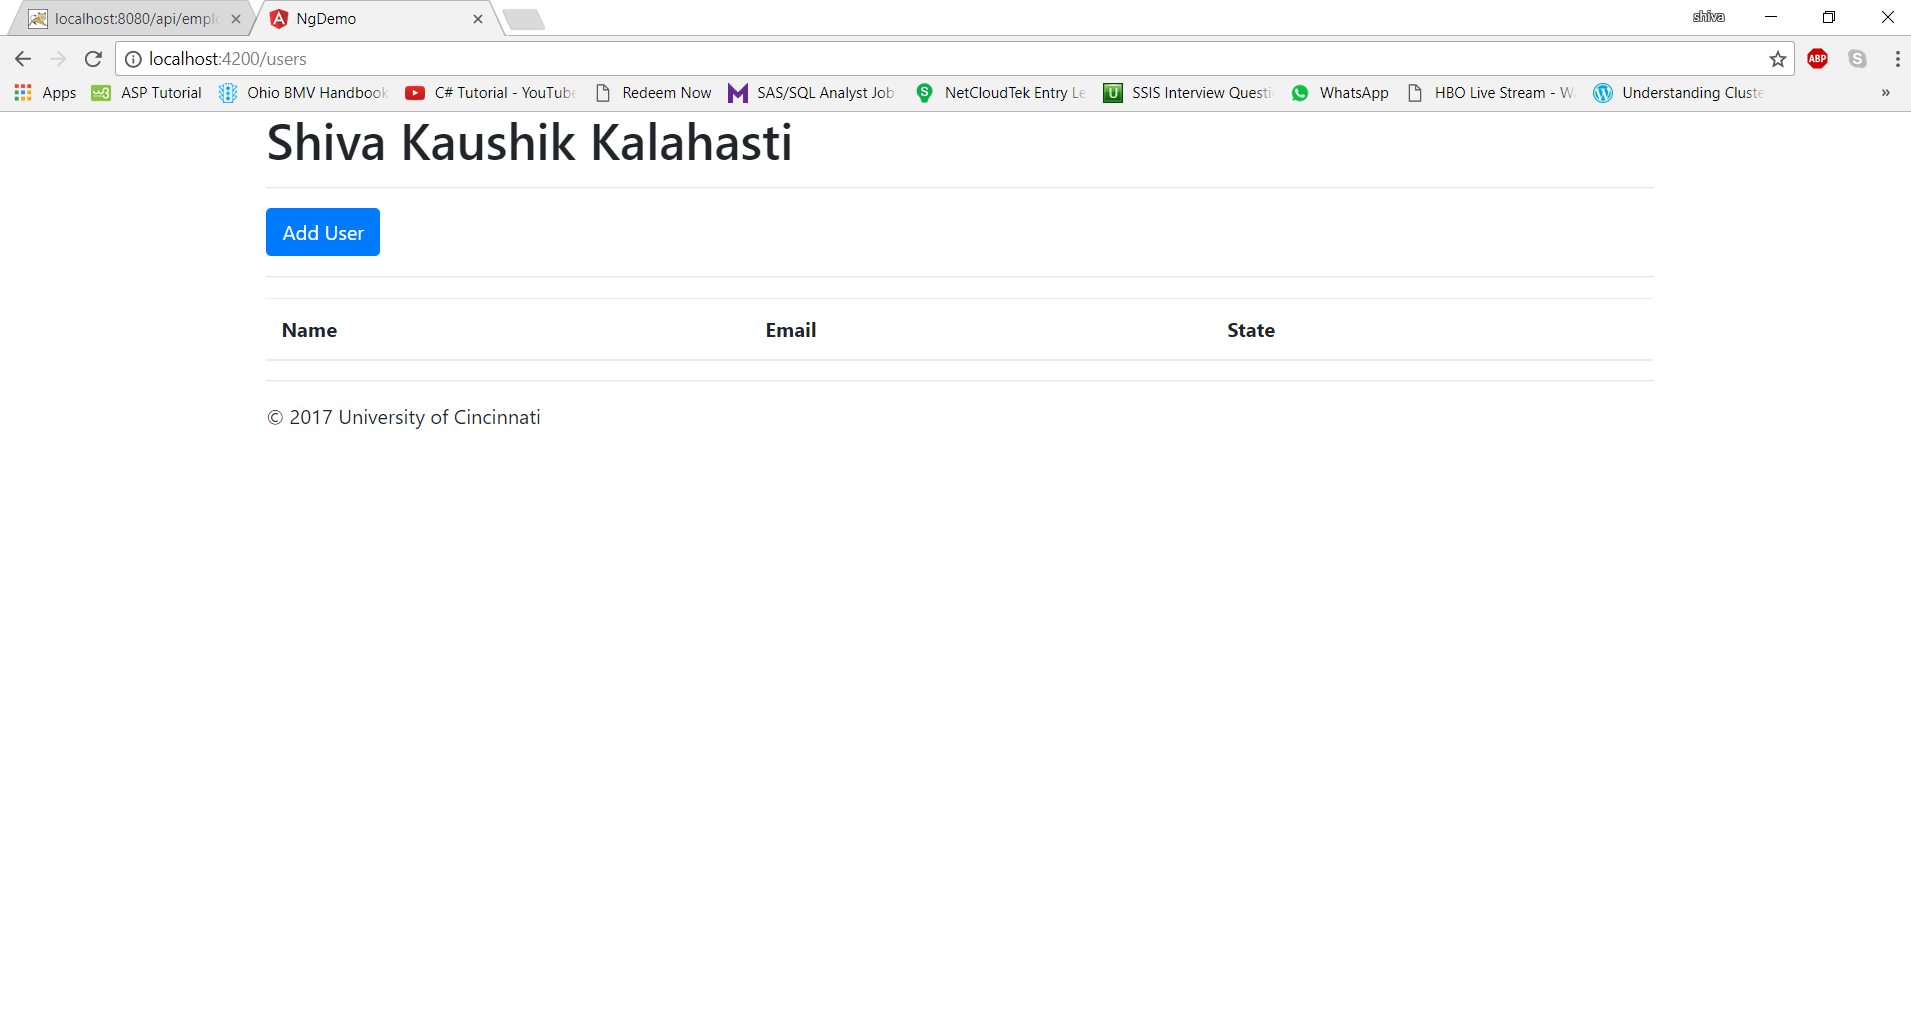 localhost:8080/api/emplo
NgDemo
shiva
localhost:4200/users
ABP
Apps
ASP Tutorial
Ohio BMV Handbook
C# Tutorial - YouTube
Redeem Now
SAS/SQL Analyst Job
NetCloudTek Entry Le
SSIS Interview Questi
WhatsApp
HBO Live Stream - Wa
Understanding Cluste
»
Shiva Kaushik Kalahasti
Add User
Name Email State
© 2017 University of Cincinnati